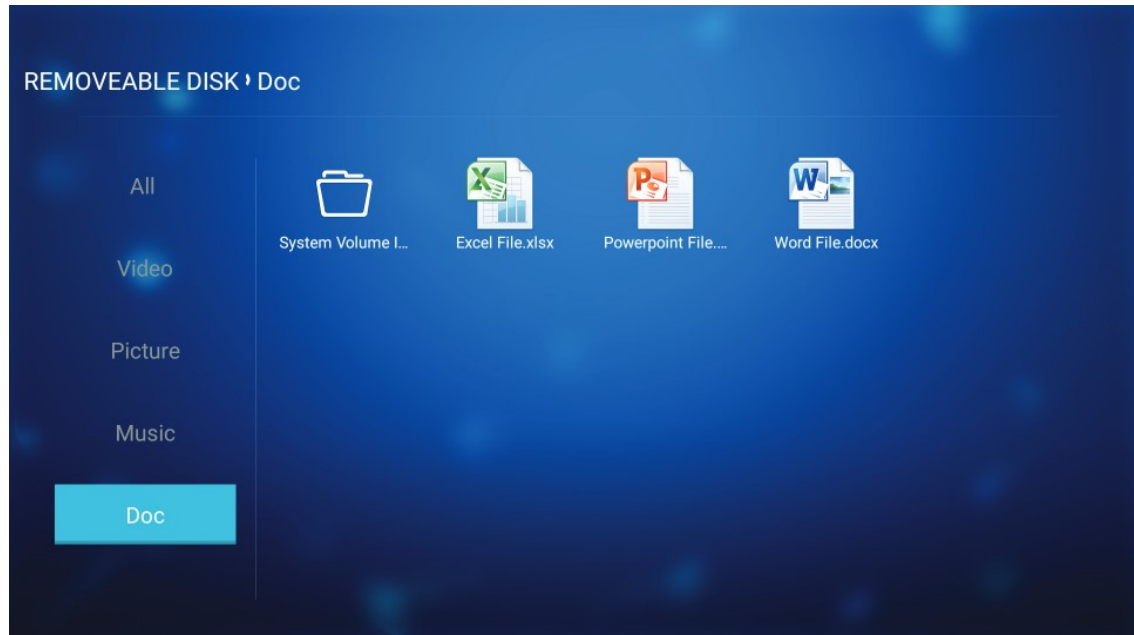 REMOVEABLE DISK › Doc
All
Video
Picture
Music
Doc
System Volume I...
Excel File.xlsx
Powerpoint File....
Word File.docx